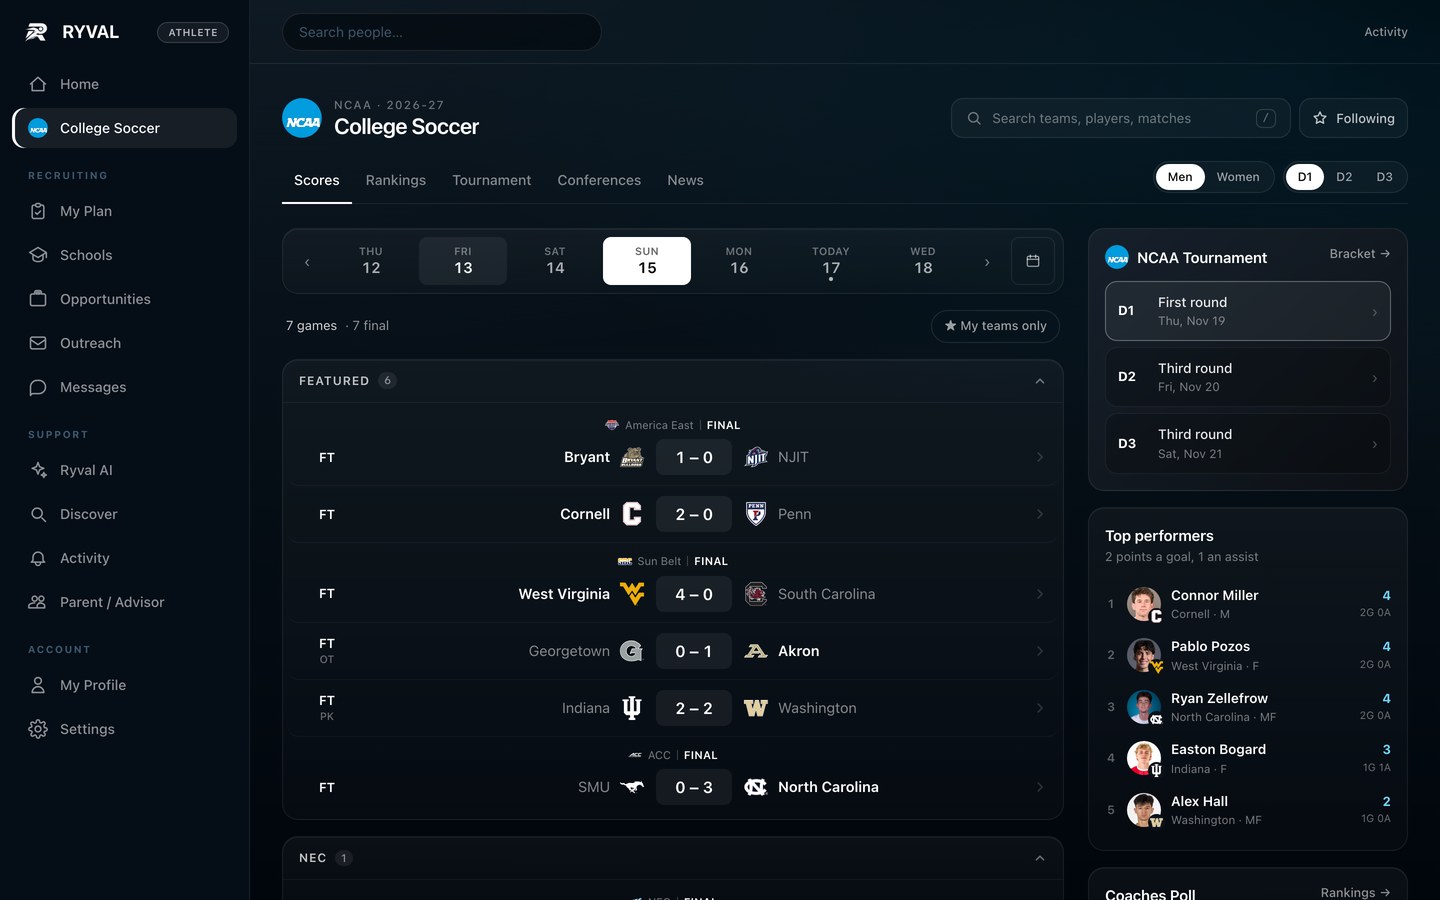 RYVAL
ATHLETE
Search people...
Activity
Home
NCAA
College Soccer
RECRUITING
My Plan
Schools
Opportunities
Outreach
Messages
SUPPORT
Ryval AI
Discover
Activity
Parent / Advisor
ACCOUNT
My Profile
Settings
NCAA
NCAA · 2026-27
College Soccer
Search teams, players, matches
/
Following
Scores
Rankings
Tournament
Conferences
News
Men
Women
D1
D2
D3
‹
THU
12
FRI
13
SAT
14
SUN
15
MON
16
TODAY
17
WED
18
›
7 games · 7 final
★ My teams only
FEATURED 6
America East | FINAL
FT Bryant 1 – 0 NJIT
FT Cornell 2 – 0 Penn
Sun Belt | FINAL
FT West Virginia 4 – 0 South Carolina
FT
OT
Georgetown 0 – 1 Akron
FT
PK
Indiana 2 – 2 Washington
ACC | FINAL
FT SMU 0 – 3 North Carolina
NEC 1
NCAA
NCAA Tournament
Bracket →
D1
First round
Thu, Nov 19
D2
Third round
Fri, Nov 20
D3
Third round
Sat, Nov 21
Top performers
2 points a goal, 1 an assist
1
Connor Miller
Cornell · M
4
2G 0A
2
Pablo Pozos
West Virginia · F
4
2G 0A
3
Ryan Zellefrow
North Carolina · MF
4
2G 0A
4
Easton Bogard
Indiana · F
3
1G 1A
5
Alex Hall
Washington · MF
2
1G 0A
Coaches Poll
Rankings →